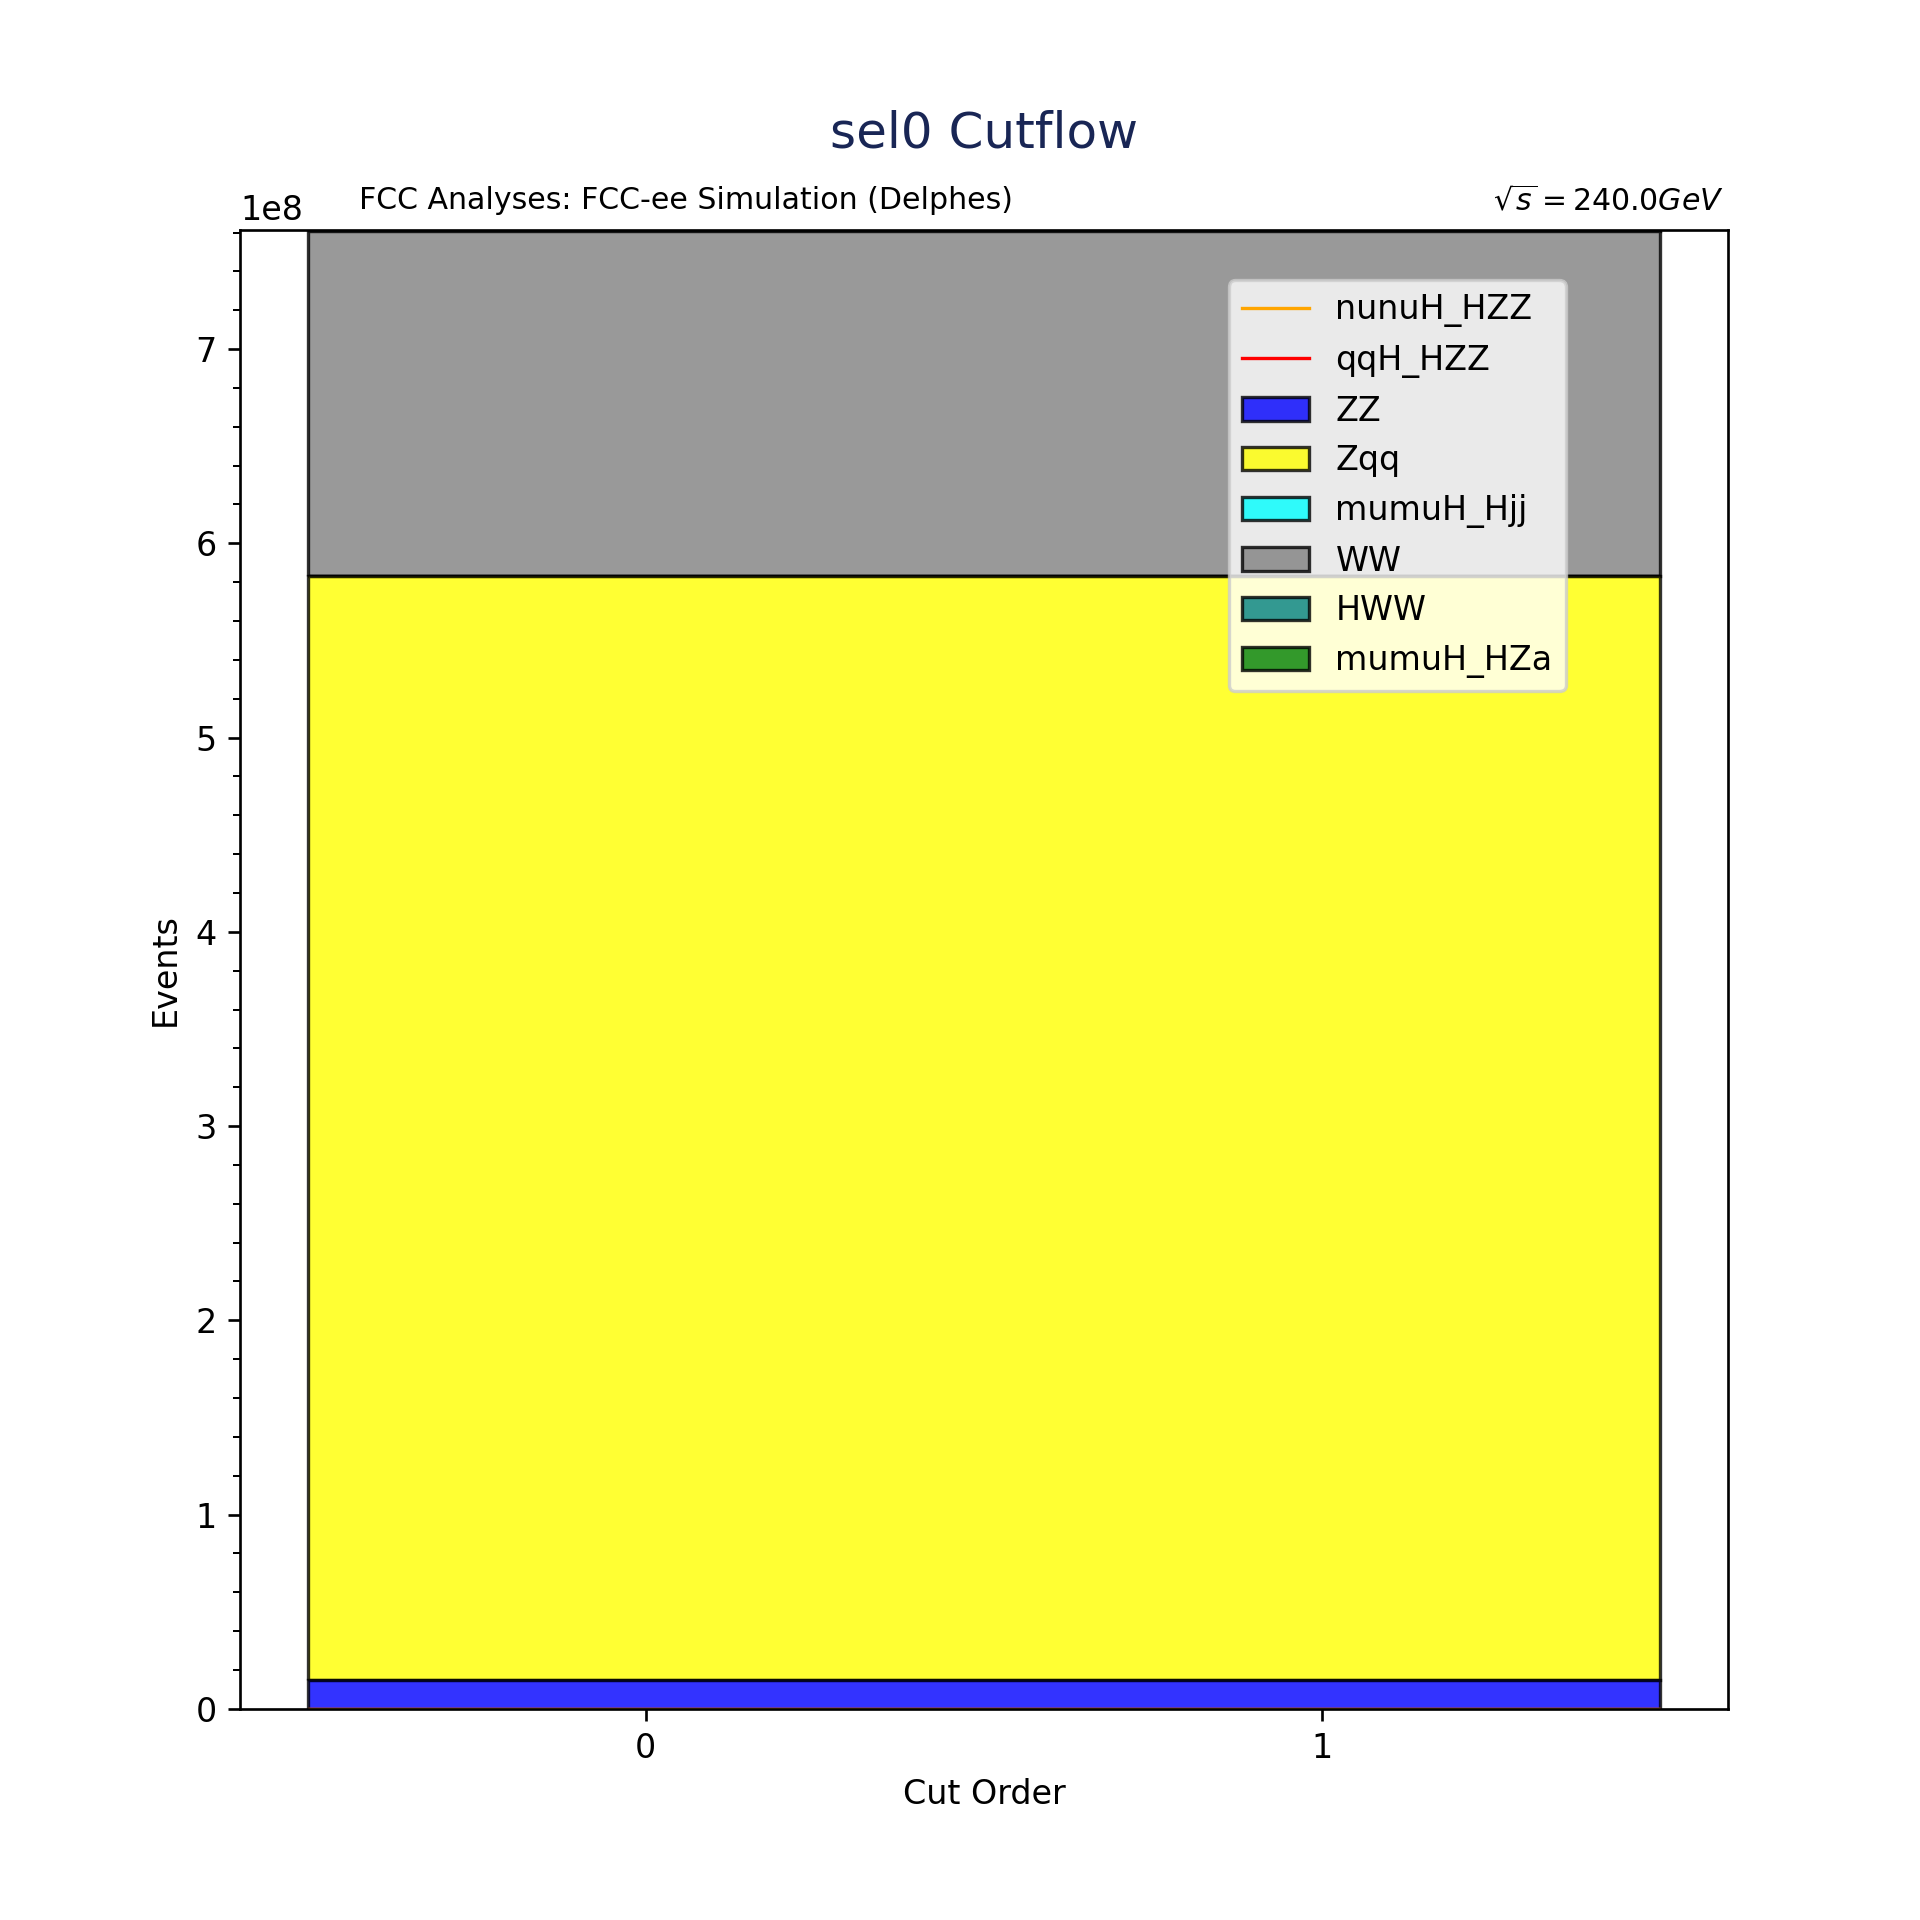 sel0 Cutflow
1e8
FCC Analyses: FCC-ee Simulation (Delphes)
√s = 240.0GeV
nunuH_HZZ
qqH_HZZ
ZZ
Zqq
mumuH_Hjj
WW
HWW
mumuH_HZa
7
6
5
4
3
2
1
0
Events
0 1
Cut Order